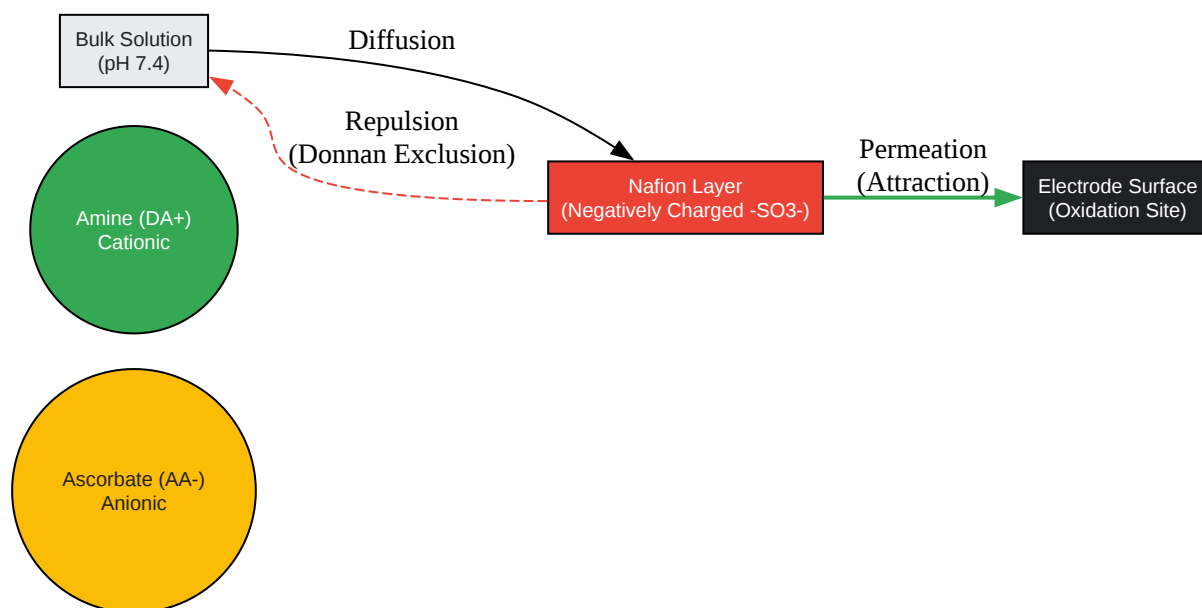 Bulk Solution
(pH 7.4)
Diffusion
Repulsion
(Donnan Exclusion)
Nafion Layer
(Negatively Charged -SO3-)
Permeation
(Attraction)
Electrode Surface
(Oxidation Site)
Amine (DA+)
Cationic
Ascorbate (AA-)
Anionic